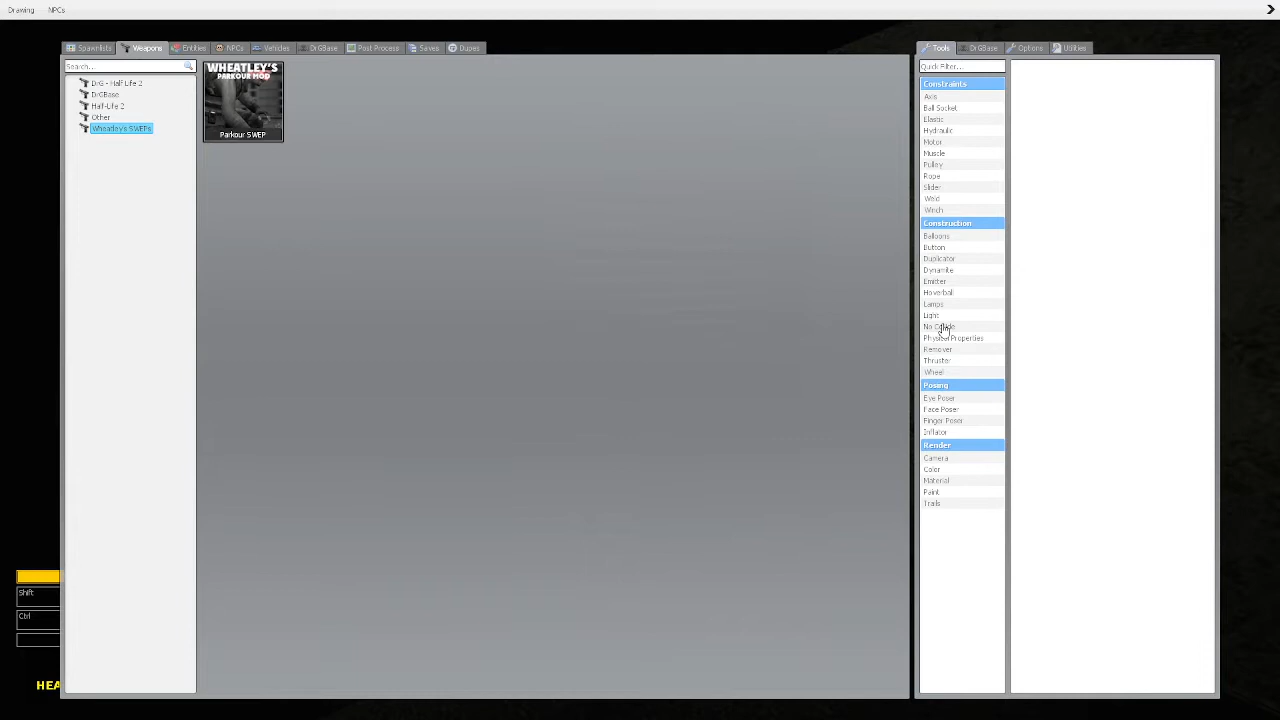 Drawing NPCs
Spawnlists Weapons Entities NPCs Vehicles DrGBase Post Process Saves Dupes
Search...
DrG - Half Life 2
DrGBase
Half-Life 2
Other
Wheatley's SWEPs
WHEATLEY'S
PARKOUR MOD
Parkour SWEP
Shift
Ctrl
HEA
Tools DrGBase Options Utilities
Quick Filter...
Constraints
Axis
Ball Socket
Elastic
Hydraulic
Motor
Muscle
Pulley
Rope
Slider
Weld
Winch
Construction
Balloons
Button
Duplicator
Dynamite
Emitter
Hoverball
Lamps
Light
No Collide
Physical Properties
Remover
Thruster
Wheel
Posing
Eye Poser
Face Poser
Finger Poser
Inflator
Render
Camera
Color
Material
Paint
Trails